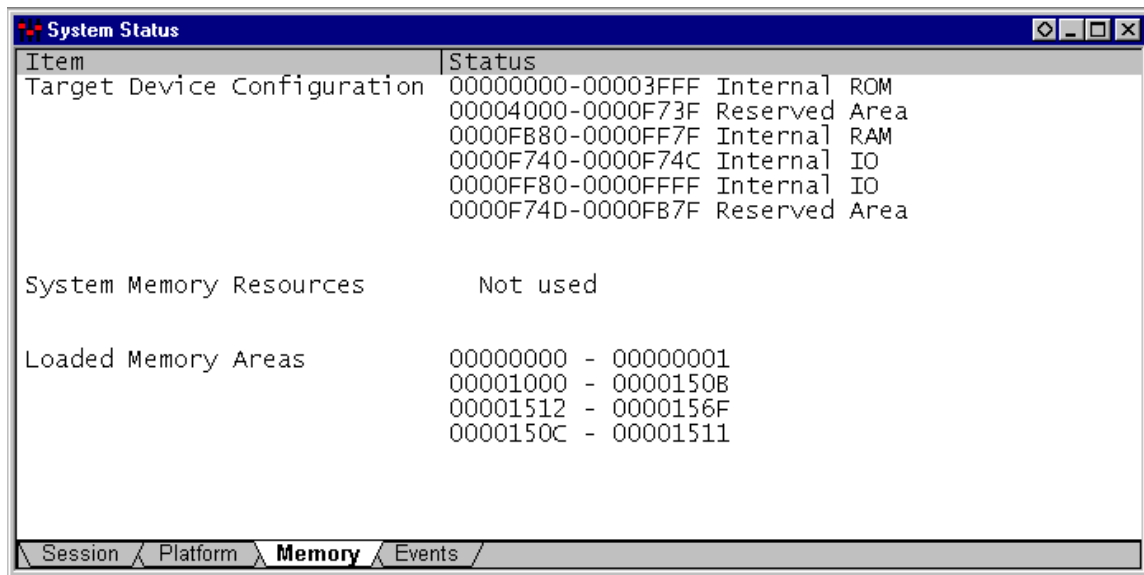 System Status
Item Status
Target Device Configuration 00000000-00003FFF Internal ROM
00004000-0000F73F Reserved Area
0000FB80-0000FF7F Internal RAM
0000F740-0000F74C Internal IO
0000FF80-0000FFFF Internal IO
0000F74D-0000FB7F Reserved Area
System Memory Resources Not used
Loaded Memory Areas 00000000 - 00000001
00001000 - 0000150B
00001512 - 0000156F
0000150C - 00001511
Session Platform Memory Events